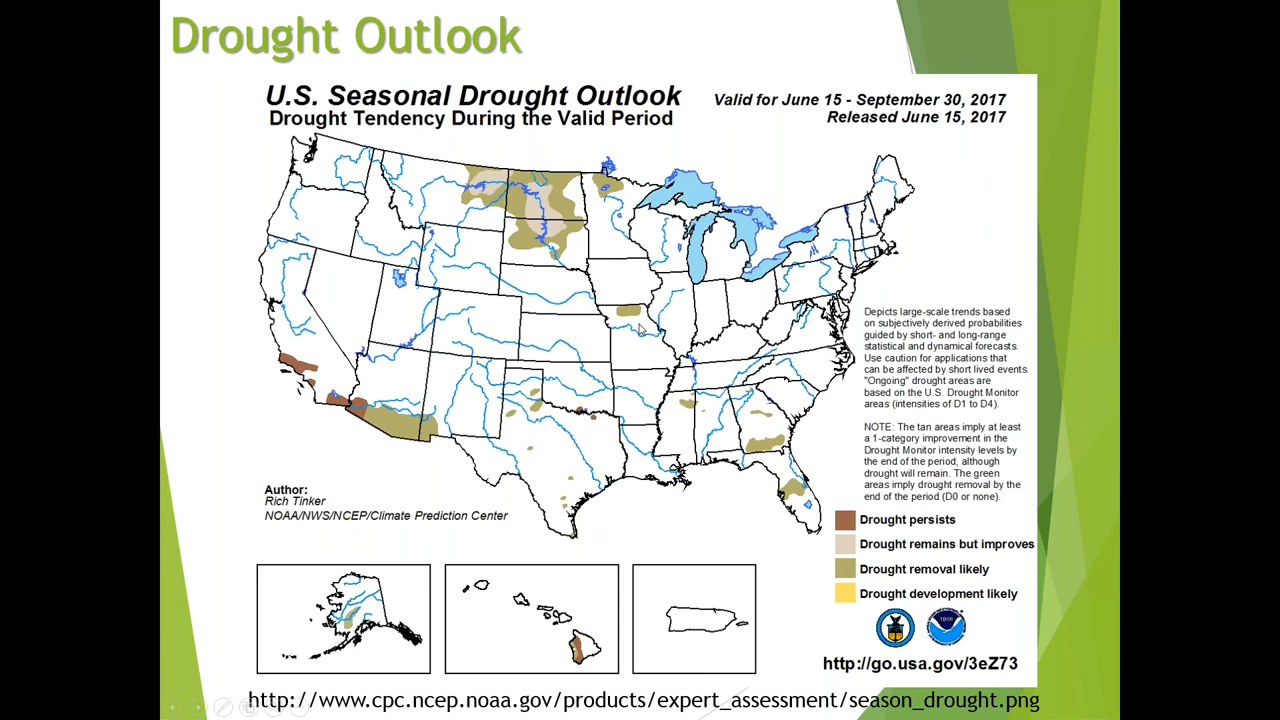 Drought Outlook
U.S. Seasonal Drought Outlook
Drought Tendency During the Valid Period
Valid for June 15 - September 30, 2017
Released June 15, 2017
Depicts large-scale trends based
on subjectively derived probabilities
guided by short- and long-range
statistical and dynamical forecasts.
Use caution for applications that
can be affected by short lived events.
"Ongoing" drought areas are
based on the U.S. Drought Monitor
areas (intensities of D1 to D4).
NOTE: The tan areas imply at least
a 1-category improvement in the
Drought Monitor intensity levels by
the end of the period, although
drought will remain. The green
areas imply drought removal by the
end of the period (D0 or none).
Author:
Rich Tinker
NOAA/NWS/NCEP/Climate Prediction Center
Drought persists
Drought remains but improves
Drought removal likely
Drought development likely
http://go.usa.gov/3eZ73
http://www.cpc.ncep.noaa.gov/products/expert_assessment/season_drought.png